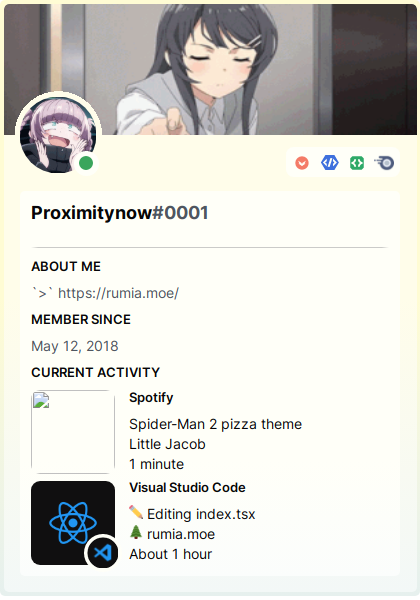 Proximitynow#0001
ABOUT ME
`>` https://rumia.moe/
MEMBER SINCE
May 12, 2018
CURRENT ACTIVITY
Spotify
Spider-Man 2 pizza theme
Little Jacob
1 minute
Visual Studio Code
✏️ Editing index.tsx
🌲 rumia.moe
About 1 hour